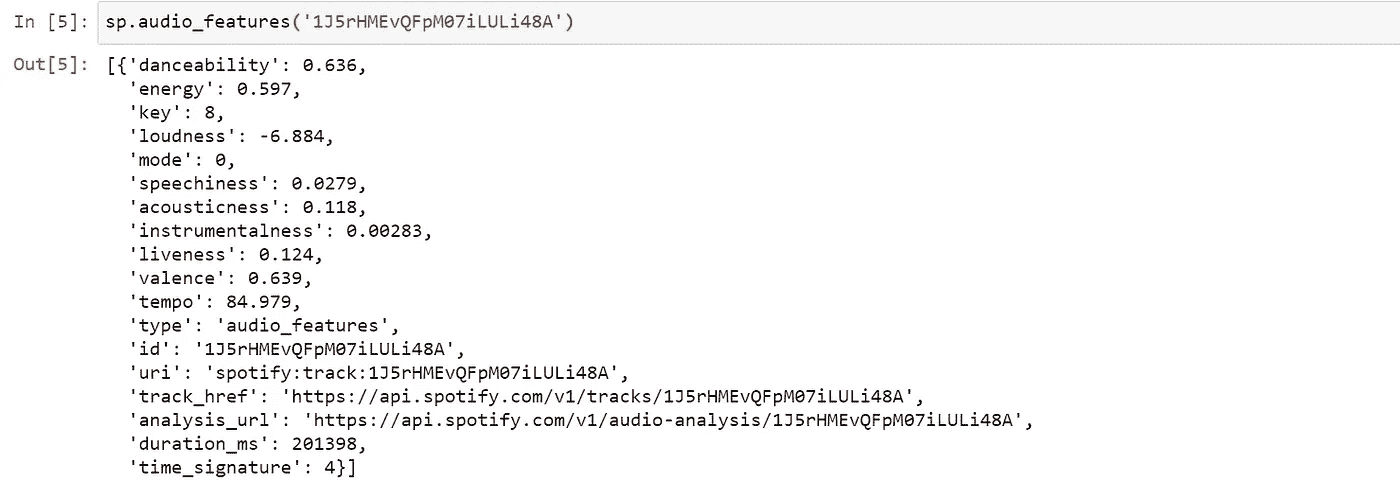 In [5]: sp.audio_features('1J5rHMEvQFpM07iLULi48A')
Out[5]: [{'danceability': 0.636,
'energy': 0.597,
'key': 8,
'loudness': -6.884,
'mode': 0,
'speechiness': 0.0279,
'acousticness': 0.118,
'instrumentalness': 0.00283,
'liveness': 0.124,
'valence': 0.639,
'tempo': 84.979,
'type': 'audio_features',
'id': '1J5rHMEvQFpM07iLULi48A',
'uri': 'spotify:track:1J5rHMEvQFpM07iLULi48A',
'track_href': 'https://api.spotify.com/v1/tracks/1J5rHMEvQFpM07iLULi48A',
'analysis_url': 'https://api.spotify.com/v1/audio-analysis/1J5rHMEvQFpM07iLULi48A',
'duration_ms': 201398,
'time_signature': 4}]